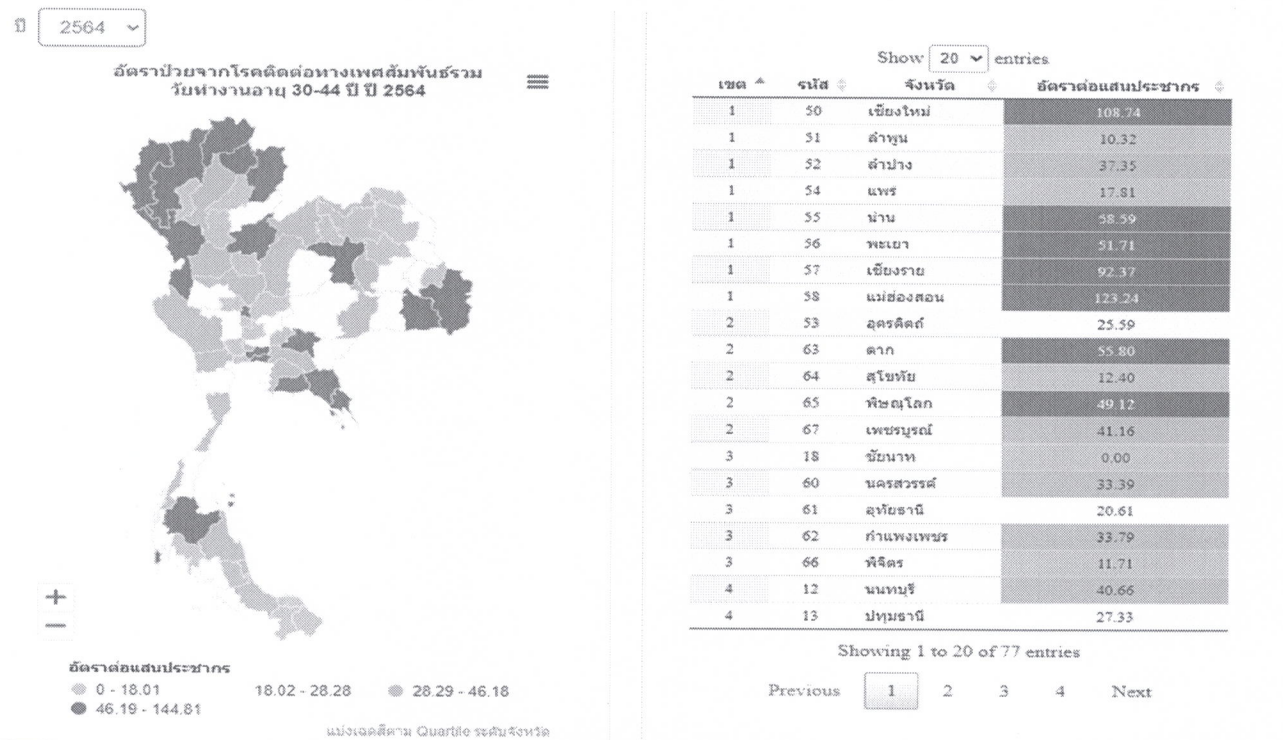 ปี 2564
อัตราป่วยจากโรคติดต่อทางเพศสัมพันธ์รวม
วัยทำงานอายุ 30-44 ปี ปี 2564
อัตราต่อแสนประชากร
0 - 18.01 18.02 - 28.28 28.29 - 46.18
46.19 - 144.81
แบ่งเฉดสีตาม Quartile ระดับจังหวัด
Show 20 entries
เขต รหัส จังหวัด อัตราต่อแสนประชากร
1 50 เชียงใหม่ 108.74
1 51 ลำพูน 10.32
1 52 ลำปาง 37.35
1 54 แพร่ 17.81
1 55 น่าน 58.59
1 56 พะเยา 51.71
1 57 เชียงราย 92.37
1 58 แม่ฮ่องสอน 123.24
2 53 อุตรดิตถ์ 25.59
2 63 ตาก 55.80
2 64 สุโขทัย 12.40
2 65 พิษณุโลก 49.12
2 67 เพชรบูรณ์ 41.16
3 18 ชัยนาท 0.00
3 60 นครสวรรค์ 33.39
3 61 อุทัยธานี 20.61
3 62 กำแพงเพชร 33.79
3 66 พิจิตร 11.71
4 12 นนทบุรี 40.66
4 13 ปทุมธานี 27.33
Showing 1 to 20 of 77 entries
Previous 1 2 3 4 Next